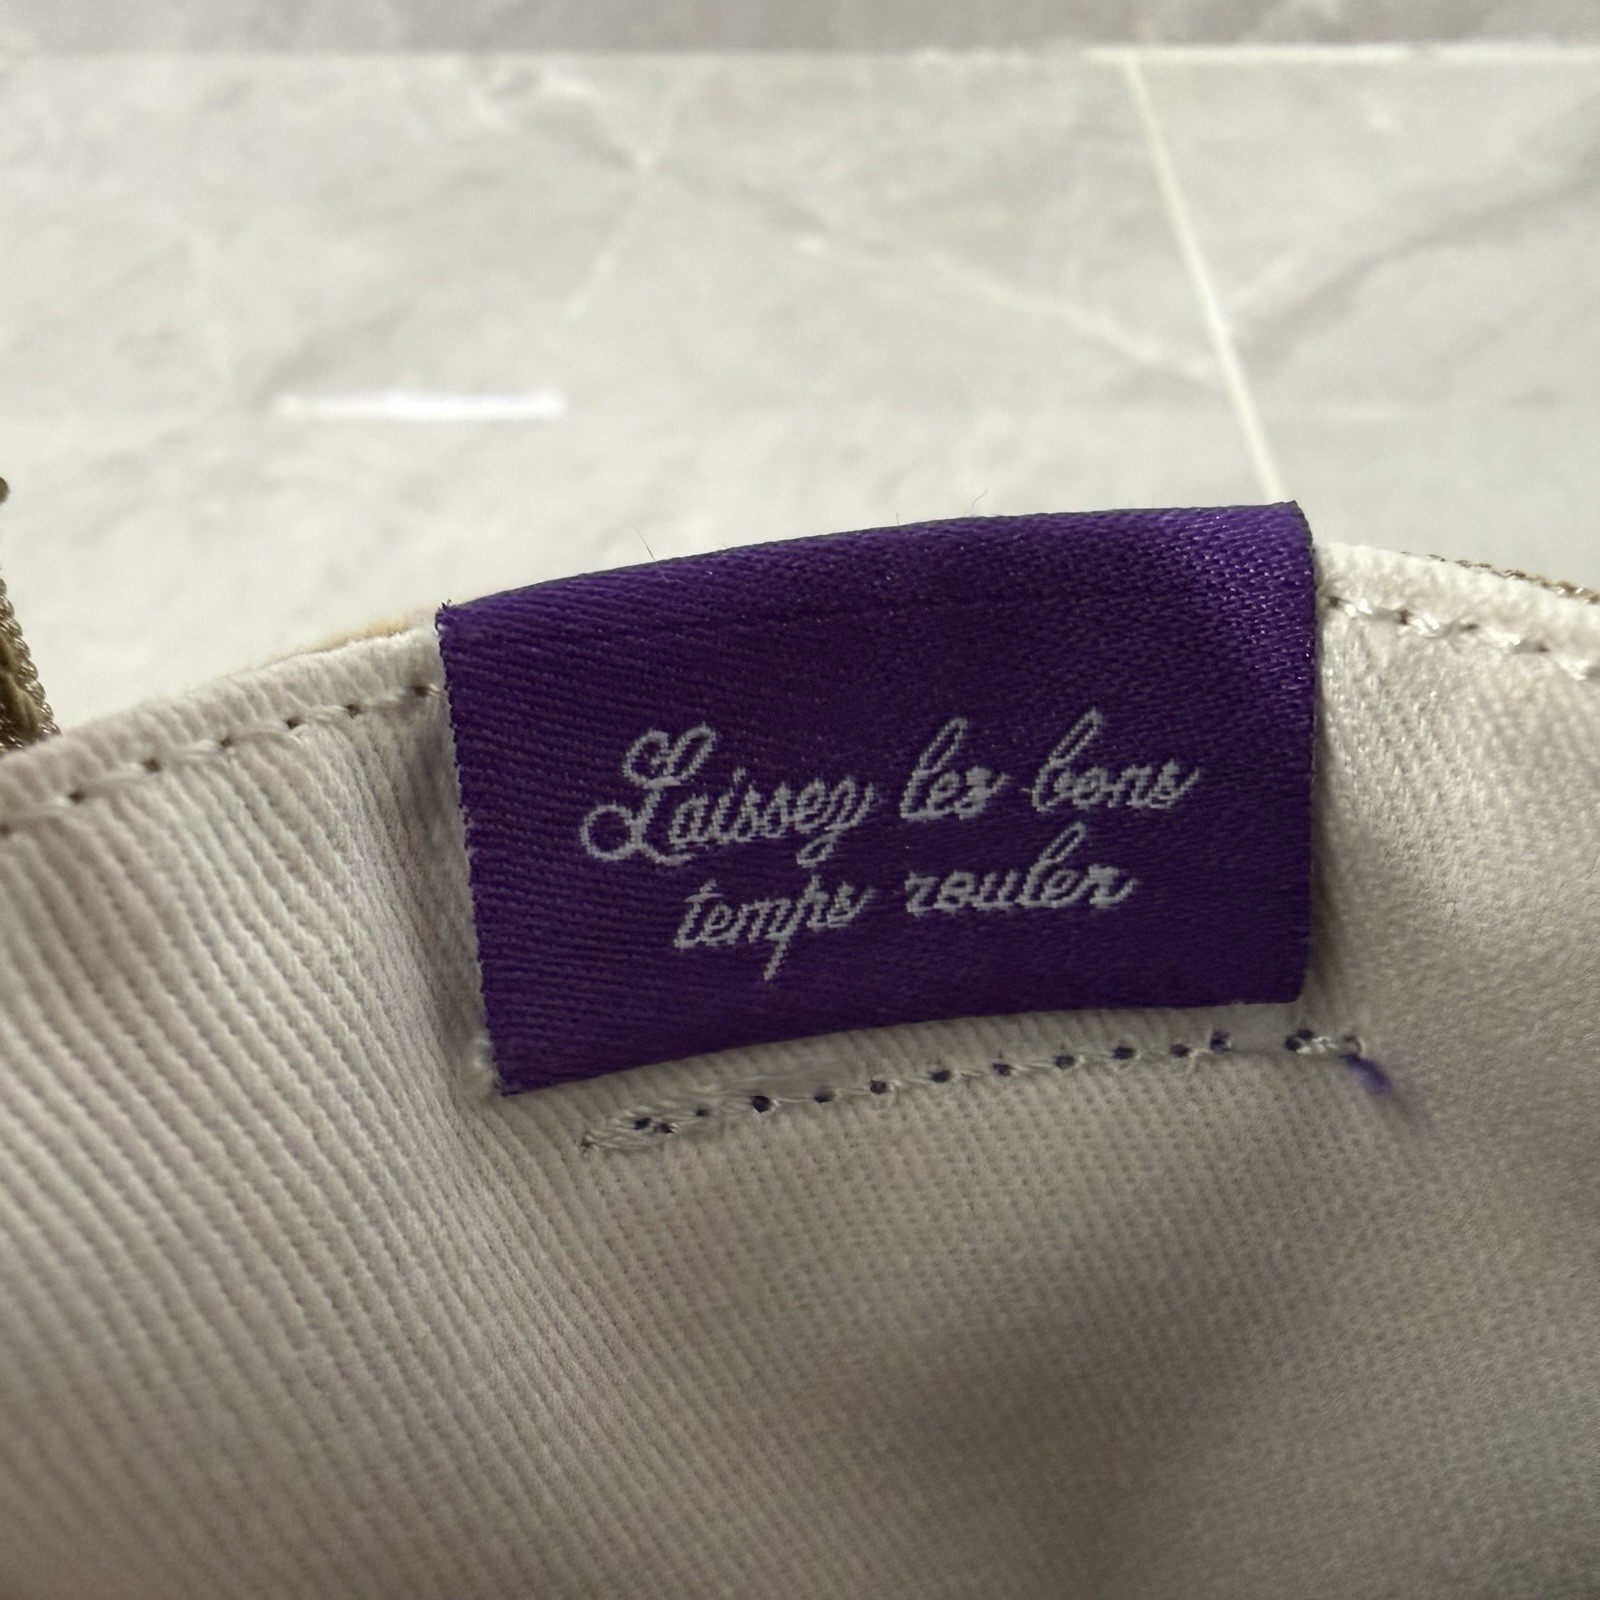 Laissez les bons
temps rouler